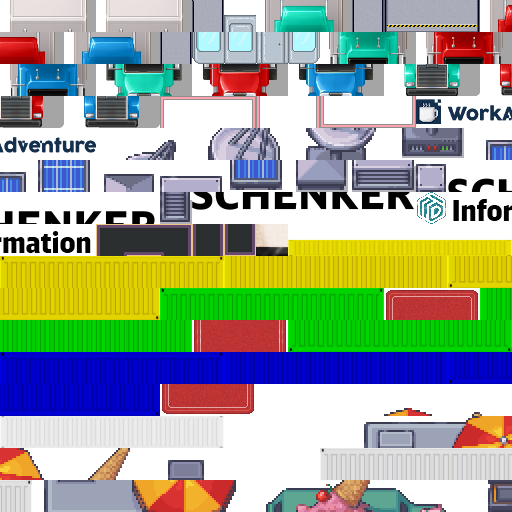 WorkA
Adventure
SCHENKER SCH
HENKER
Infor
rmation